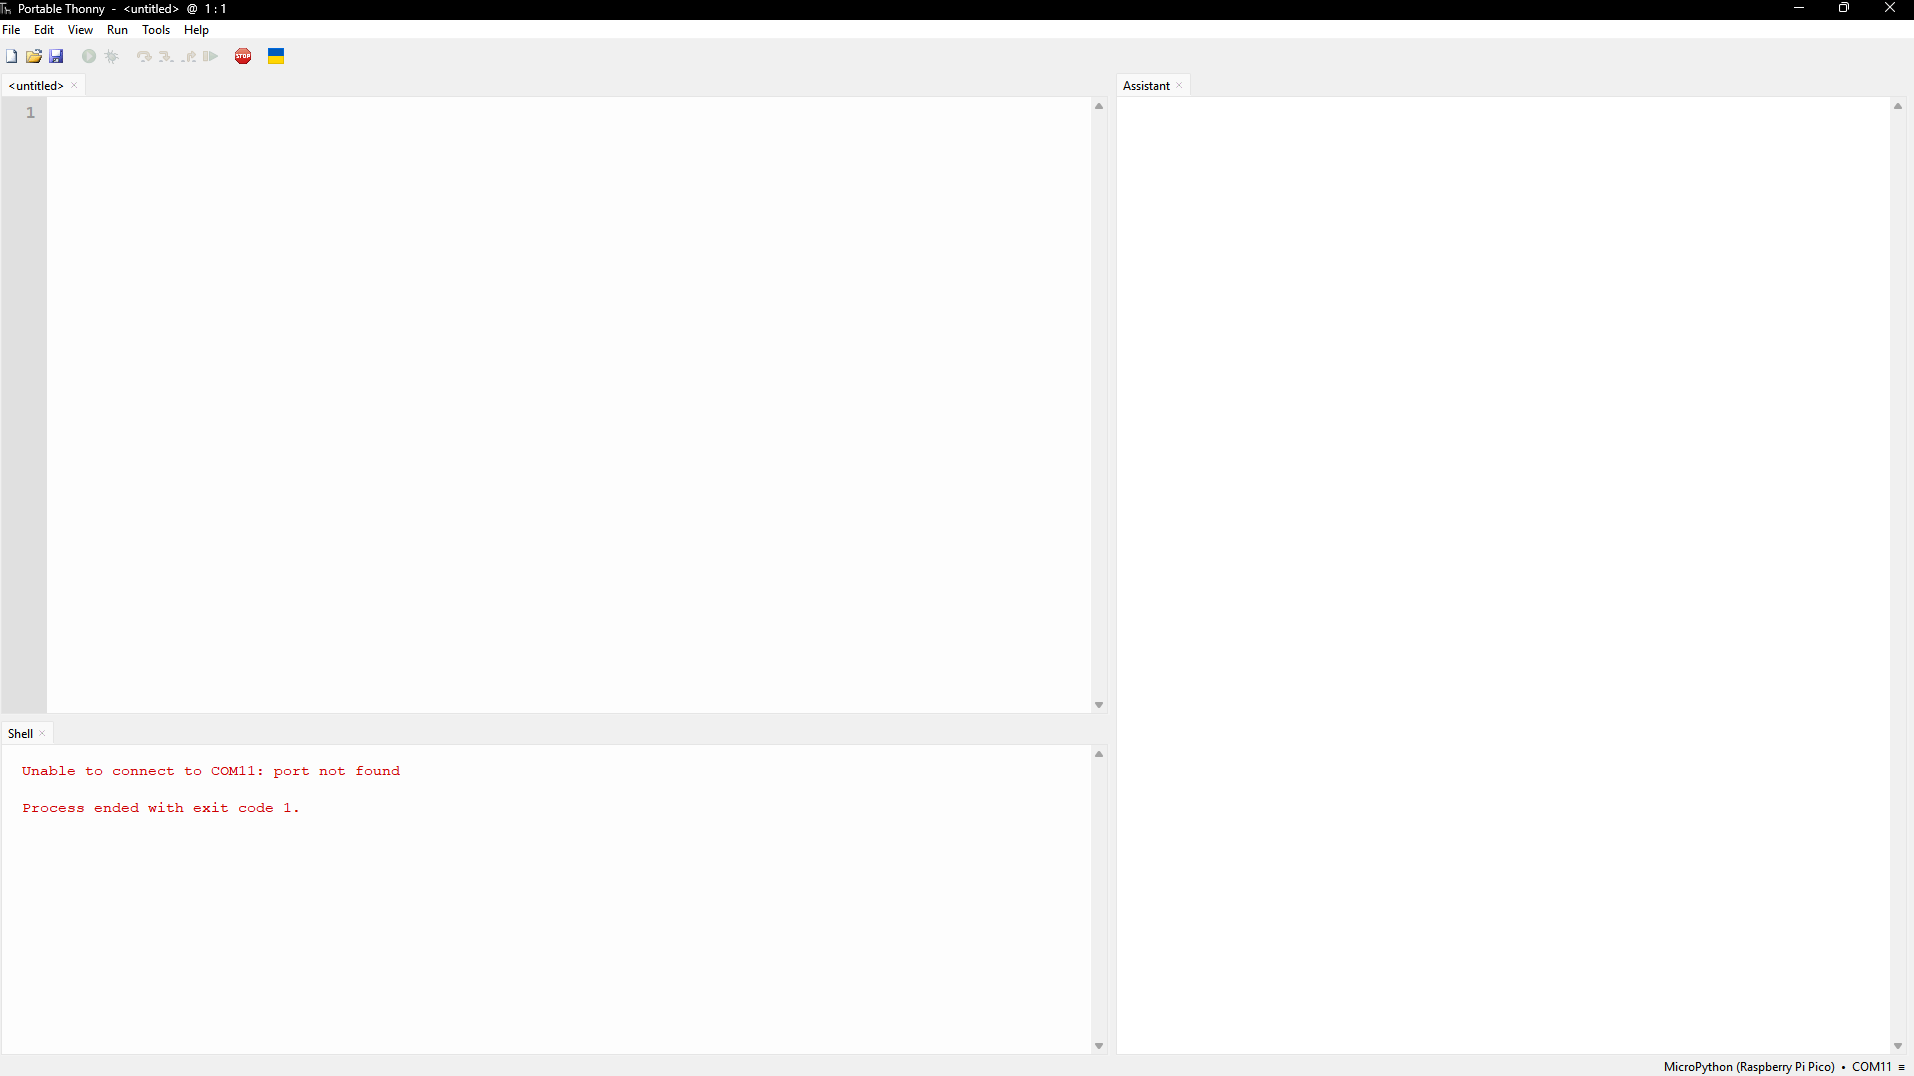 Portable Thonny - <untitled> @ 1 : 1
File Edit View Run Tools Help
STOP
<untitled>
Assistant
1
Shell
Unable to connect to COM11: port not found
Process ended with exit code 1.
MicroPython (Raspberry Pi Pico) • COM11 ≡